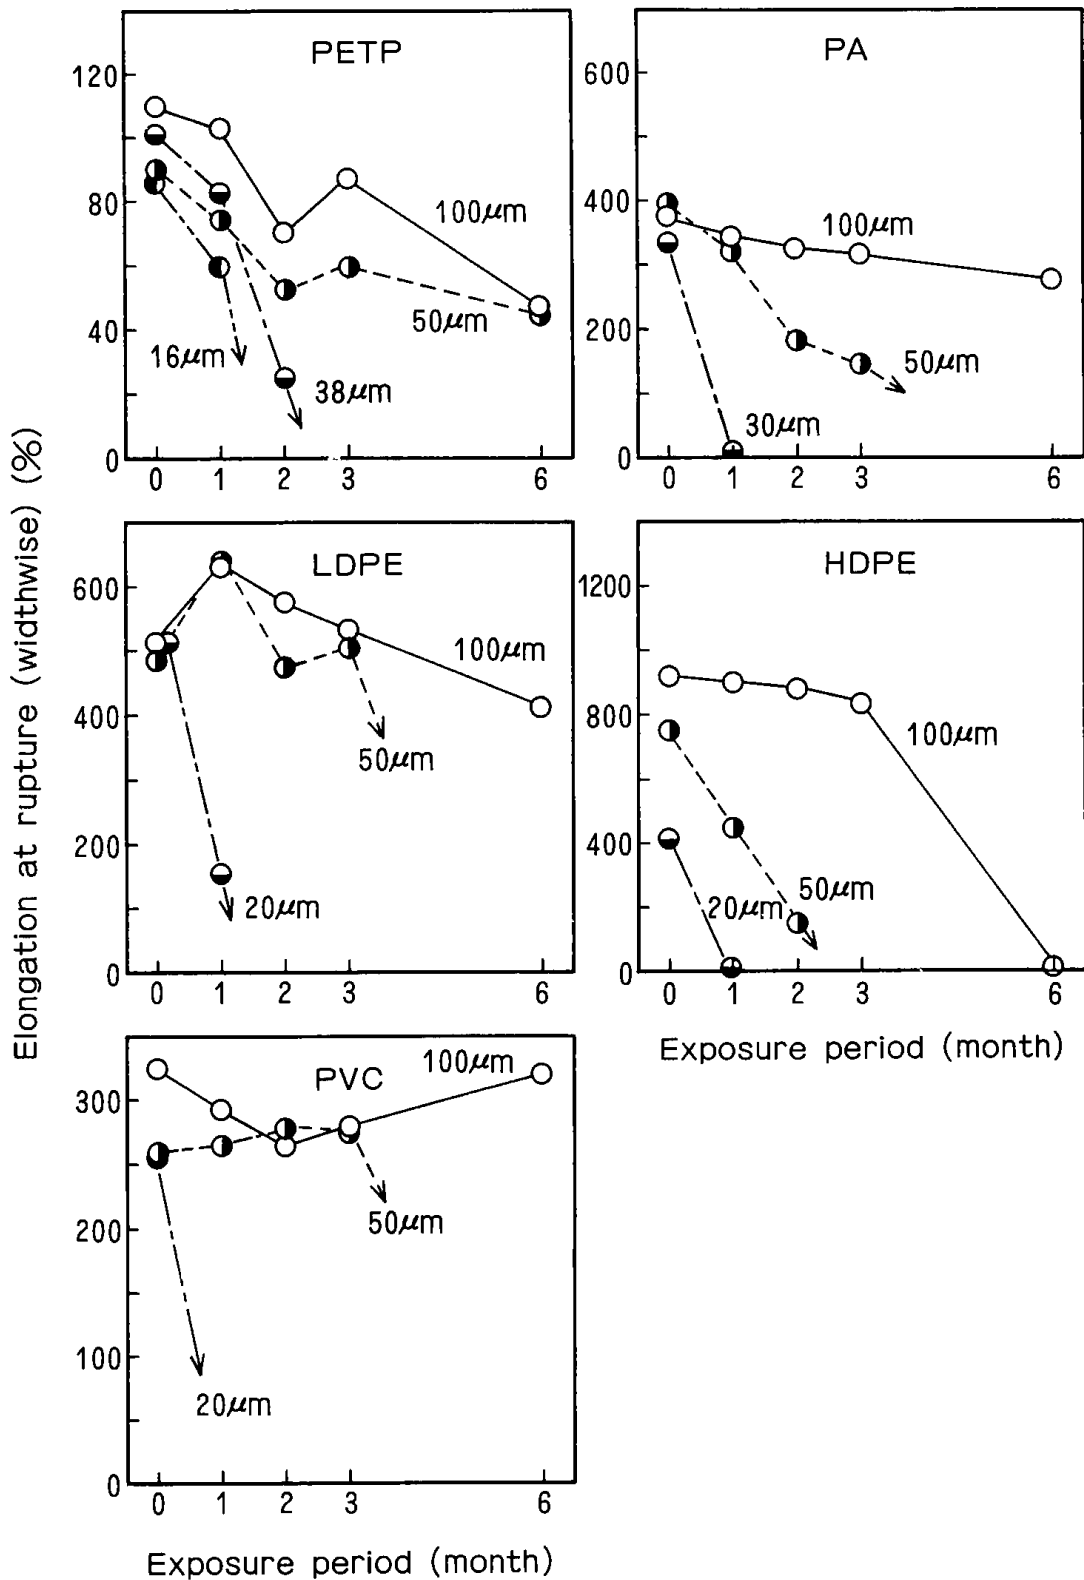 PETP
120
80
40
0
100μm
50μm
16μm
38μm
0 1 2 3 6
PA
600
400
200
0
100μm
50μm
30μm
0 1 2 3 6
Elongation at rupture (widthwise) (%)
LDPE
600
400
200
0
100μm
50μm
20μm
0 1 2 3 6
HDPE
1200
800
400
0
100μm
50μm
20μm
0 1 2 3 6
Exposure period (month)
PVC
300
200
100
0
100μm
50μm
20μm
0 1 2 3 6
Exposure period (month)